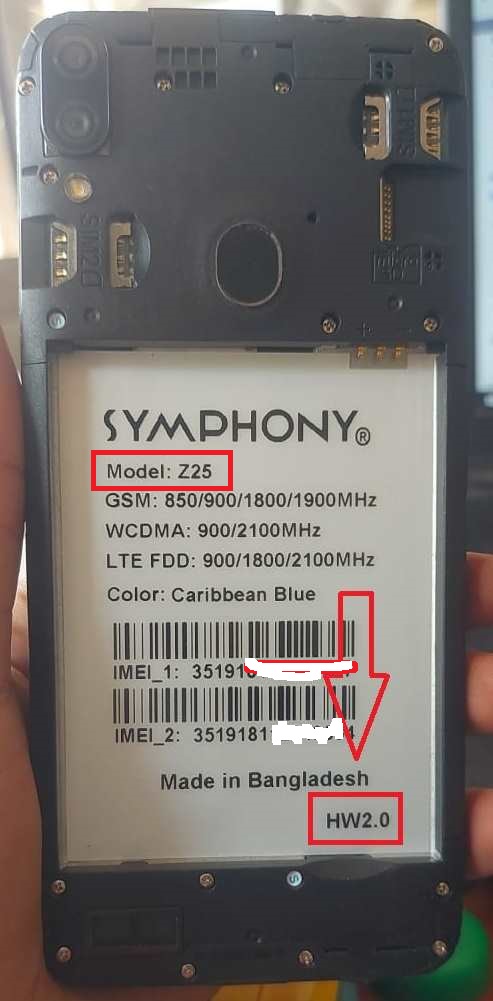 SIM1
SIM2
SYMPHONY®
Model: Z25
GSM: 850/900/1800/1900MHz
WCDMA: 900/2100MHz
LTE FDD: 900/1800/2100MHz
Color: Caribbean Blue
IMEI_1: 351918
IMEI_2: 3519181
Made in Bangladesh
HW2.0